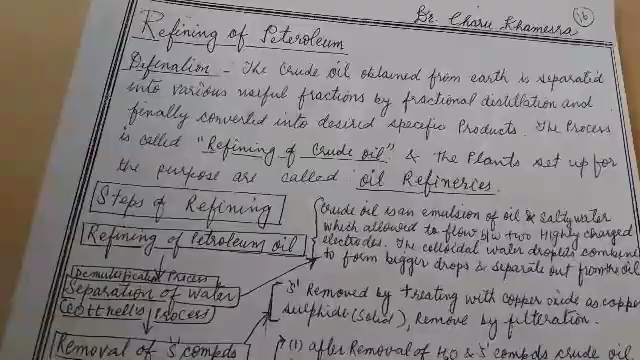 Dr. Charu Khamesra 16
Refining of Peteroleum
Defination - The Crude oil obtained from earth is separated
into various useful fractions by fractional distillation and
finally converted into desired specific Products. The Process
is called "Refining of Crude oil" & The Plants set up for
the purpose are called oil Refineries.
Steps of Refining
Refining of Petroleum oil
Demulsification Process
Separation of Water
(Cottrell's Process)
Removal of 'S' compds
Crude oil is an emulsion of oil & Salty water
which allowed to flow b/w two Highly charged
electrodes. The colloidal water droplets combine
to form bigger drops & separate out from the oil
'S' Removed by treating with copper oxide as copper
sulphide (Solid), Remove by filteration.
(1) after Removal of H2O & 'S' compds crude oil